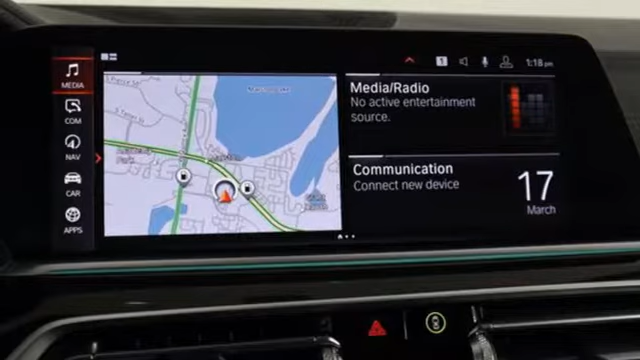 1
1:18 pm
MEDIA
COM
NAV
CAR
APPS
Media/Radio
No active entertainment
source.
Communication
Connect new device
17
March